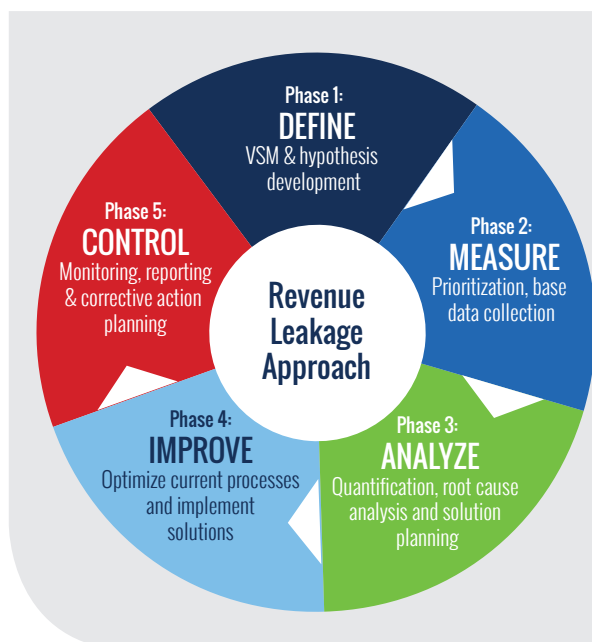 Phase 1:
DEFINE
VSM & hypothesis
development
Phase 2:
MEASURE
Prioritization, base
data collection
Phase 3:
ANALYZE
Quantification, root cause
analysis and solution
planning
Phase 4:
IMPROVE
Optimize current processes
and implement
solutions
Phase 5:
CONTROL
Monitoring, reporting
& corrective action
planning
Revenue
Leakage
Approach